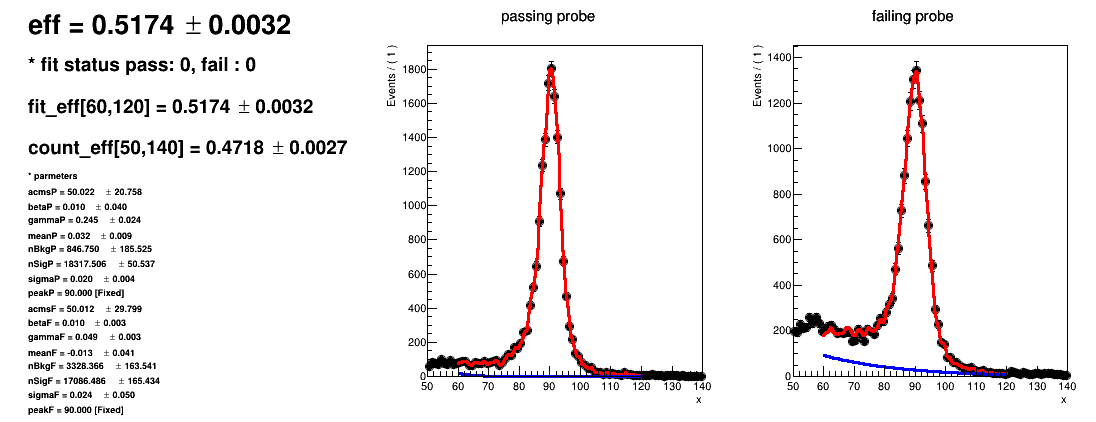 eff = 0.5174 ± 0.0032
* fit status pass: 0, fail : 0
fit_eff[60,120] = 0.5174 ± 0.0032
count_eff[50,140] = 0.4718 ± 0.0027
* parmeters
acmsP = 50.022 ± 20.758
betaP = 0.010 ± 0.040
gammaP = 0.245 ± 0.024
meanP = 0.032 ± 0.009
nBkgP = 846.750 ± 185.525
nSigP = 18317.506 ± 50.537
sigmaP = 0.020 ± 0.004
peakP = 90.000 [Fixed]
acmsF = 50.012 ± 29.799
betaF = 0.010 ± 0.003
gammaF = 0.049 ± 0.003
meanF = -0.013 ± 0.041
nBkgF = 3328.366 ± 163.541
nSigF = 17086.486 ± 165.434
sigmaF = 0.024 ± 0.050
peakF = 90.000 [Fixed]
passing probe
Events / ( 1 )
1800
1600
1400
1200
1000
800
600
400
200
0
50 60 70 80 90 100 110 120 130 140
x
failing probe
Events / ( 1 )
1400
1200
1000
800
600
400
200
0
50 60 70 80 90 100 110 120 130 140
x